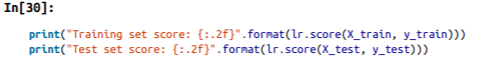 In[30]:
print("Training set score: {:.2f}".format(lr.score(X_train, y_train)))
print("Test set score: {:.2f}".format(lr.score(X_test, y_test)))